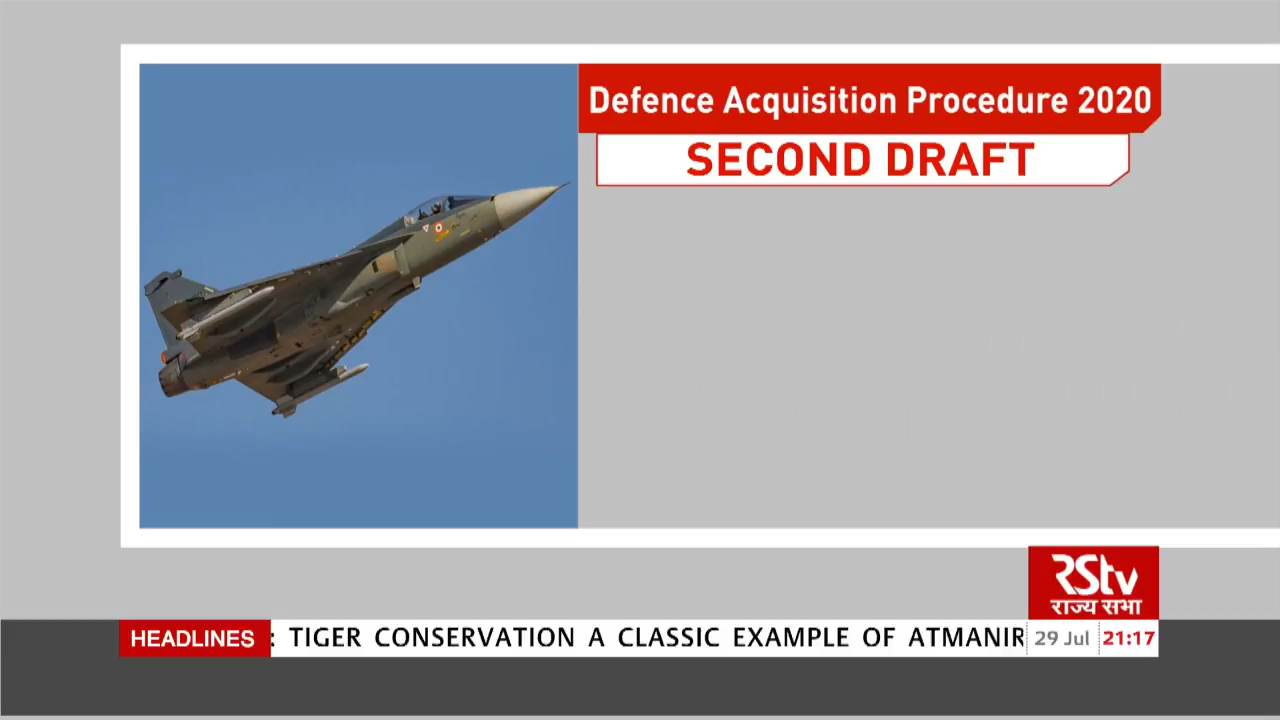 Defence Acquisition Procedure 2020
SECOND DRAFT
RStv
राज्य सभा
HEADLINES : TIGER CONSERVATION A CLASSIC EXAMPLE OF ATMANIR 29 Jul 21:17